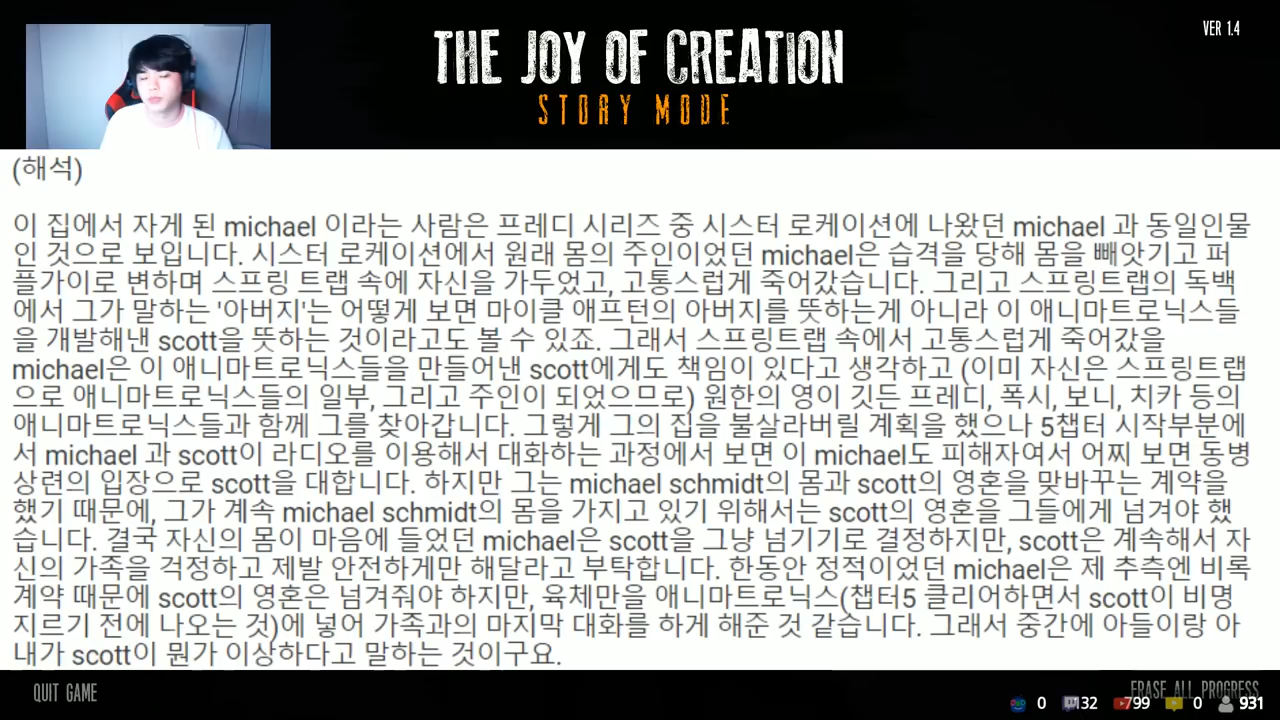 THE JOY OF CREATION
STORY MODE
VER 1.4
(해석)
이 집에서 자게 된 michael 이라는 사람은 프레디 시리즈 중 시스터 로케이션에 나왔던 michael 과 동일인물
인 것으로 보입니다. 시스터 로케이션에서 원래 몸의 주인이었던 michael은 습격을 당해 몸을 빼앗기고 퍼
플가이로 변하며 스프링 트랩 속에 자신을 가두었고, 고통스럽게 죽어갔습니다. 그리고 스프링트랩의 독백
에서 그가 말하는 '아버지'는 어떻게 보면 마이클 애프턴의 아버지를 뜻하는게 아니라 이 애니마트로닉스들
을 개발해낸 scott을 뜻하는 것이라고도 볼 수 있죠. 그래서 스프링트랩 속에서 고통스럽게 죽어갔을
michael은 이 애니마트로닉스들을 만들어낸 scott에게도 책임이 있다고 생각하고 (이미 자신은 스프링트랩
으로 애니마트로닉스들의 일부, 그리고 주인이 되었으므로) 원한의 영이 깃든 프레디, 폭시, 보니, 치카 등의
애니마트로닉스들과 함께 그를 찾아갑니다. 그렇게 그의 집을 불살라버릴 계획을 했으나 5챕터 시작부분에
서 michael 과 scott이 라디오를 이용해서 대화하는 과정에서 보면 이 michael도 피해자여서 어찌 보면 동병
상련의 입장으로 scott을 대합니다. 하지만 그는 michael schmidt의 몸과 scott의 영혼을 맞바꾸는 계약을
했기 때문에, 그가 계속 michael schmidt의 몸을 가지고 있기 위해서는 scott의 영혼을 그들에게 넘겨야 했
습니다. 결국 자신의 몸이 마음에 들었던 michael은 scott을 그냥 넘기기로 결정하지만, scott은 계속해서 자
신의 가족을 걱정하고 제발 안전하게만 해달라고 부탁합니다. 한동안 정적이었던 michael은 제 추측엔 비록
계약 때문에 scott의 영혼은 넘겨줘야 하지만, 육체만을 애니마트로닉스(챕터5 클리어하면서 scott이 비명
지르기 전에 나오는 것)에 넣어 가족과의 마지막 대화를 하게 해준 것 같습니다. 그래서 중간에 아들이랑 아
내가 scott이 뭔가 이상하다고 말하는 것이구요.
QUIT GAME
ERASE ALL PROGRESS
0 132 799 0 931